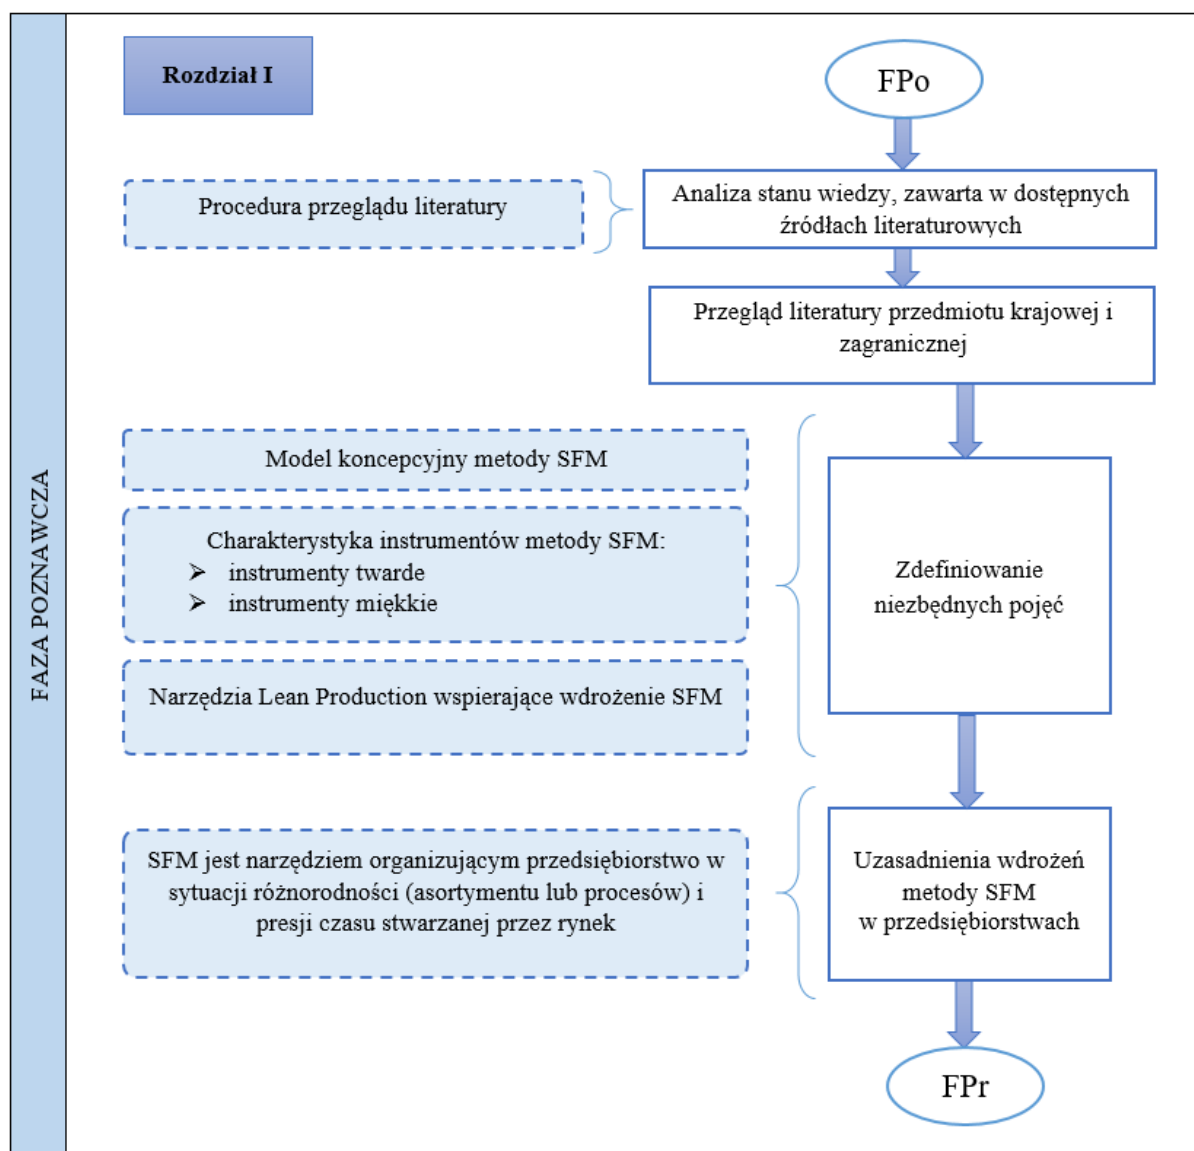 Rozdział I
FPo
Procedura przeglądu literatury
Analiza stanu wiedzy, zawarta w dostępnych
źródłach literaturowych
Przegląd literatury przedmiotu krajowej i
zagranicznej
FAZA POZNAWCZA
Model koncepcyjny metody SFM
Charakterystyka instrumentów metody SFM:
➢ instrumenty twarde
➢ instrumenty miękkie
Narzędzia Lean Production wspierające wdrożenie SFM
Zdefiniowanie
niezbędnych pojęć
SFM jest narzędziem organizującym przedsiębiorstwo w
sytuacji różnorodności (asortymentu lub procesów) i
presji czasu stwarzanej przez rynek
Uzasadnienia wdrożeń
metody SFM
w przedsiębiorstwach
FPr